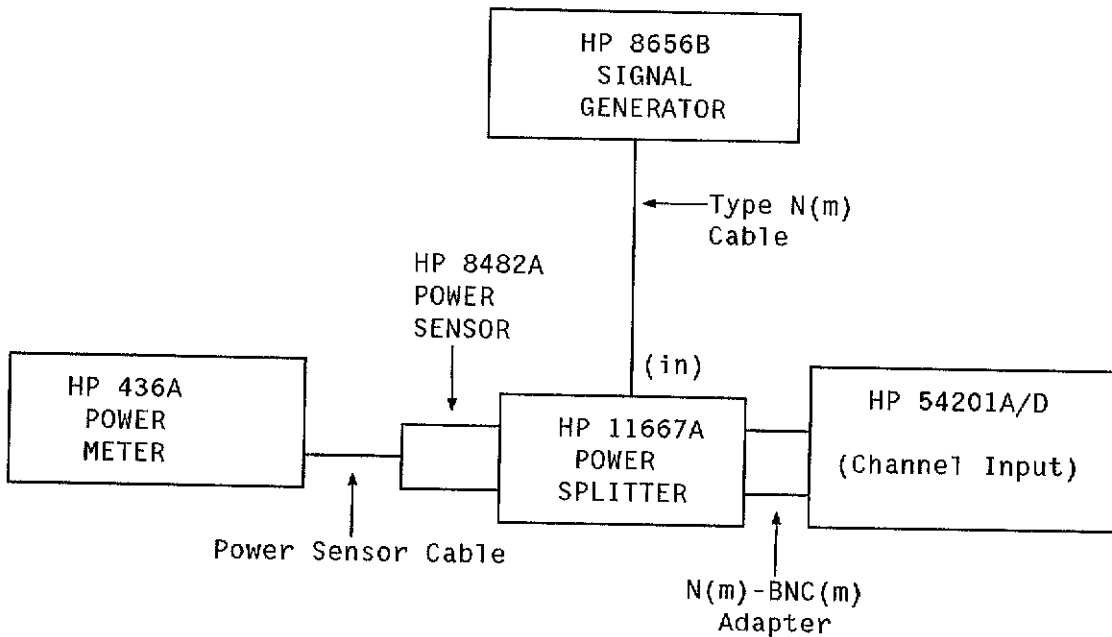 HP 8656B
SIGNAL
GENERATOR
Type N(m)
Cable
HP 8482A
POWER
SENSOR
(in)
HP 436A
POWER
METER
HP 11667A
POWER
SPLITTER
HP 54201A/D
(Channel Input)
Power Sensor Cable
N(m)-BNC(m)
Adapter